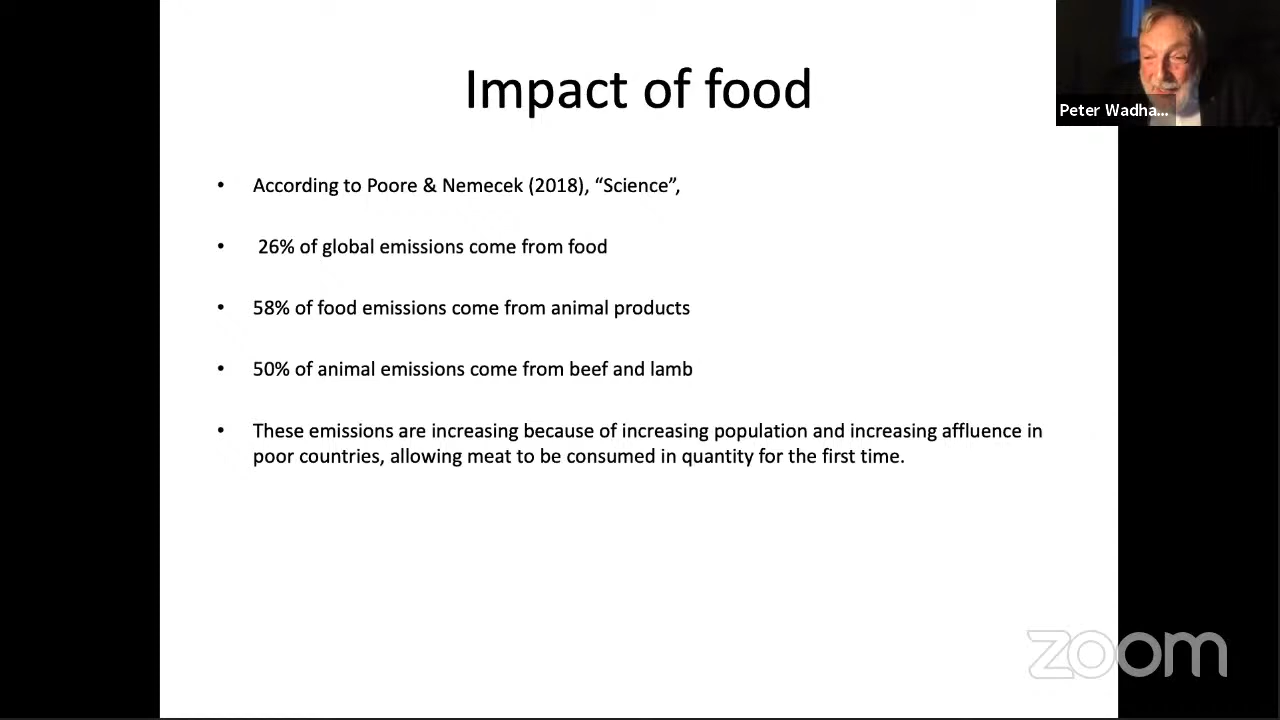 Impact of food
Peter Wadha...
• According to Poore & Nemecek (2018), “Science”,
• 26% of global emissions come from food
• 58% of food emissions come from animal products
• 50% of animal emissions come from beef and lamb
• These emissions are increasing because of increasing population and increasing affluence in
poor countries, allowing meat to be consumed in quantity for the first time.
zoom